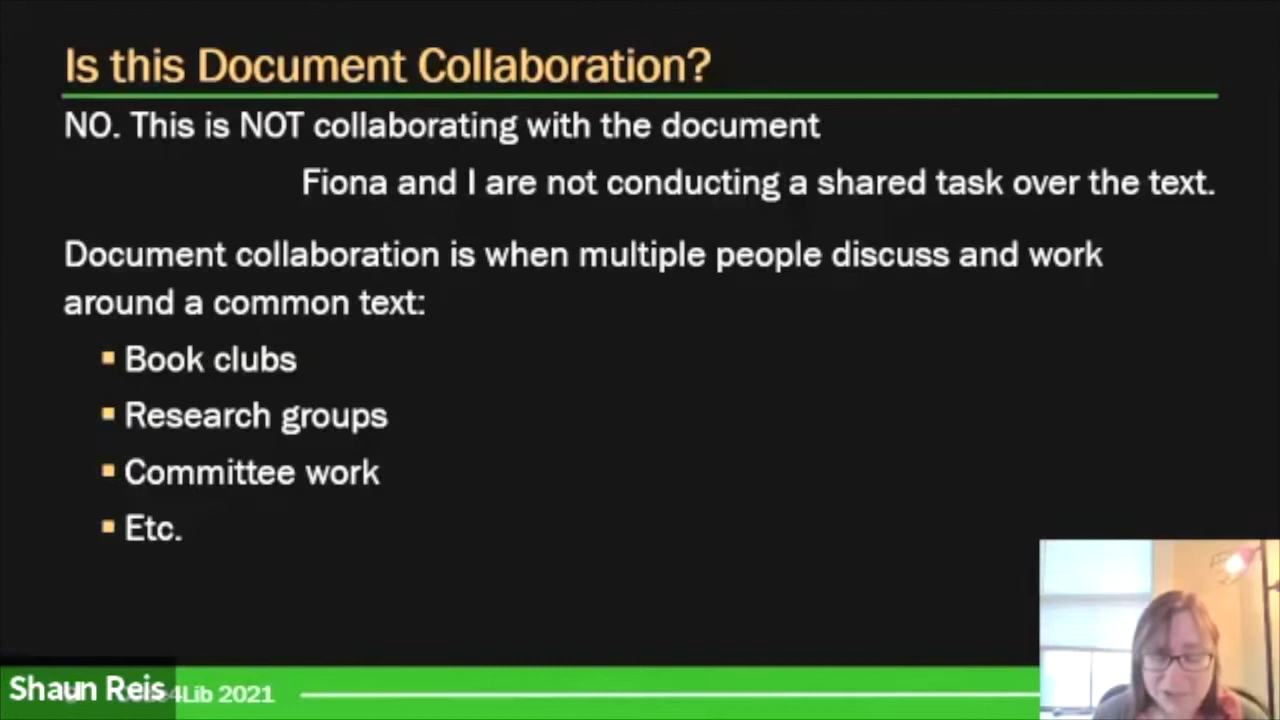 Is this Document Collaboration?
NO. This is NOT collaborating with the document
Fiona and I are not conducting a shared task over the text.
Document collaboration is when multiple people discuss and work
around a common text:
▪ Book clubs
▪ Research groups
▪ Committee work
▪ Etc.
Shaun Reis
4Lib 2021